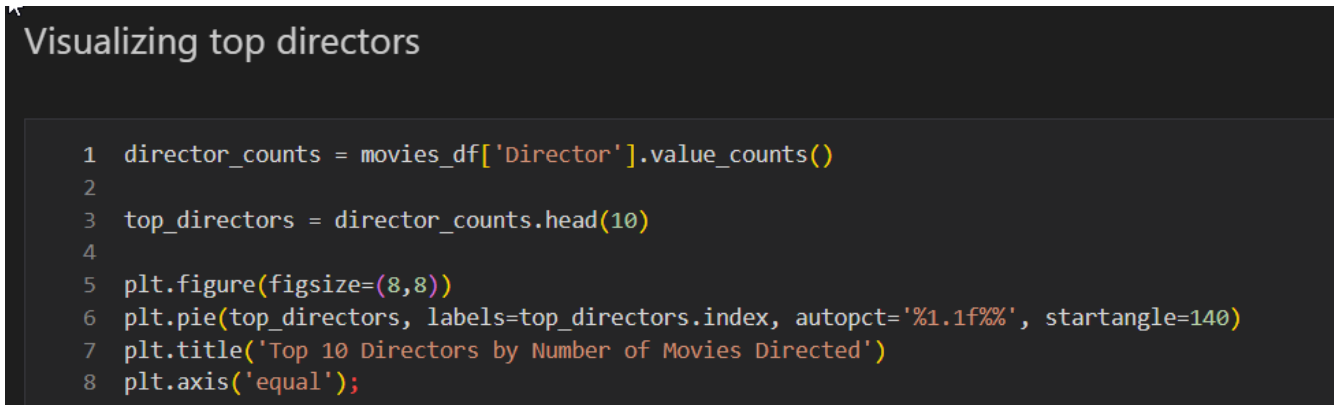 Visualizing top directors
1 director_counts = movies_df['Director'].value_counts()
2
3 top_directors = director_counts.head(10)
4
5 plt.figure(figsize=(8,8))
6 plt.pie(top_directors, labels=top_directors.index, autopct='%1.1f%%', startangle=140)
7 plt.title('Top 10 Directors by Number of Movies Directed')
8 plt.axis('equal');